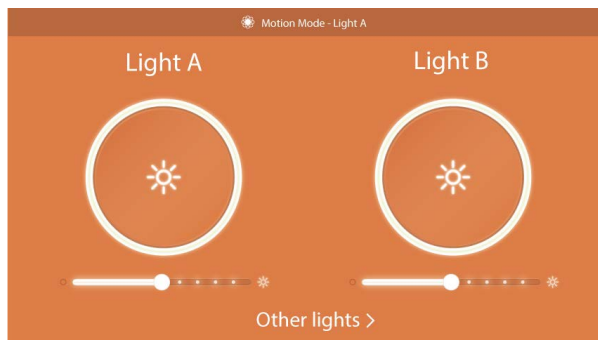 Motion Mode - Light A
Light A
Light B
Other lights >